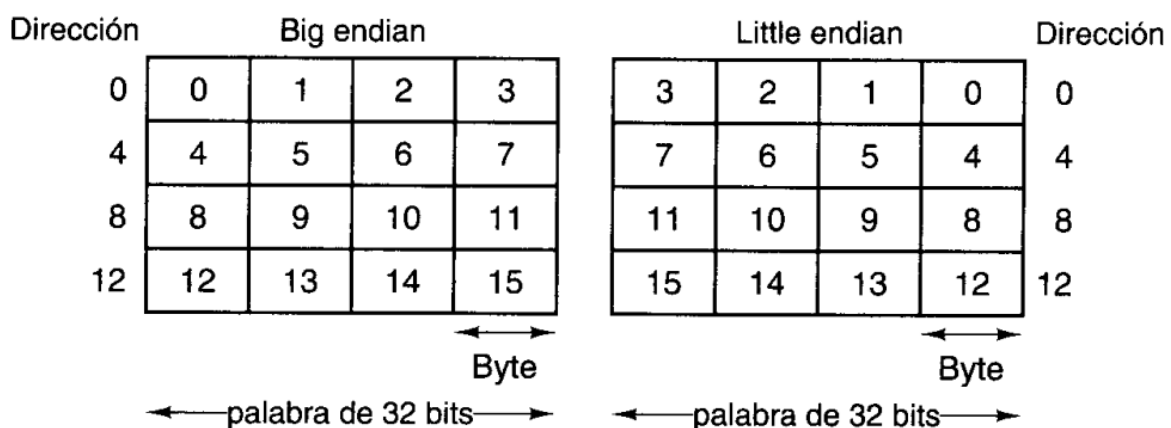 Dirección Big endian Little endian Dirección
0 0 1 2 3 3 2 1 0 0
4 4 5 6 7 7 6 5 4 4
8 8 9 10 11 11 10 9 8 8
12 12 13 14 15 15 14 13 12 12
Byte Byte
palabra de 32 bits palabra de 32 bits